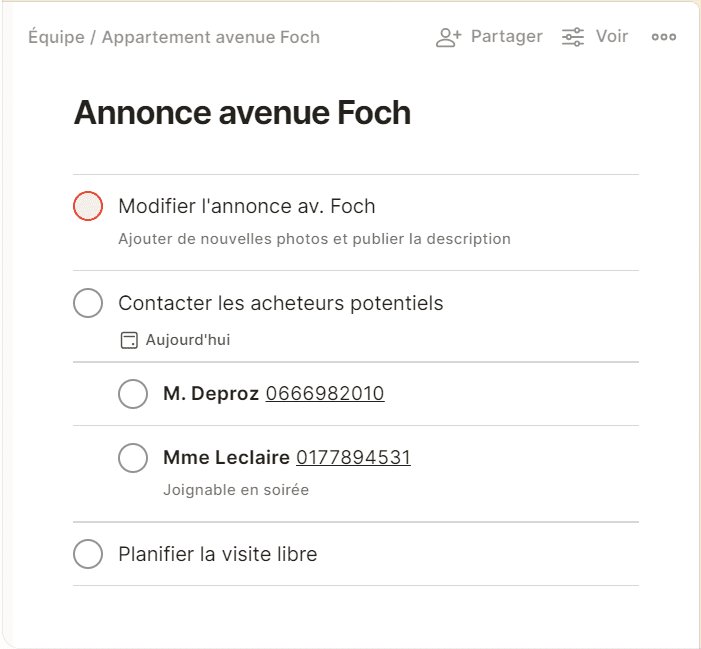 Équipe / Appartement avenue Foch Partager Voir
Annonce avenue Foch
Modifier l'annonce av. Foch
Ajouter de nouvelles photos et publier la description
Contacter les acheteurs potentiels
Aujourd'hui
M. Deproz 0666982010
Mme Leclaire 0177894531
Joignable en soirée
Planifier la visite libre